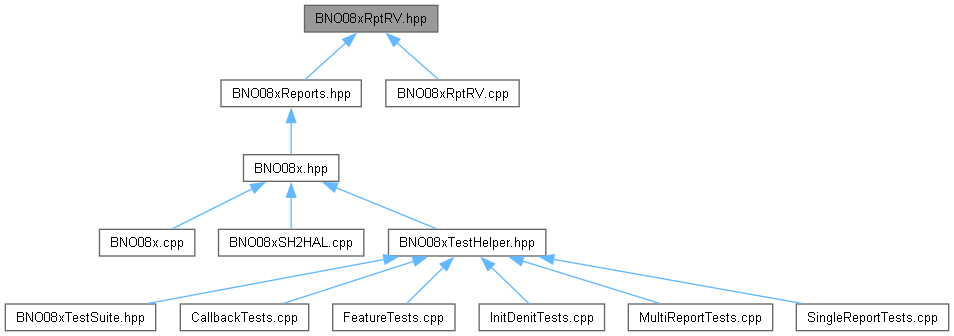 BNO08xRptRV.hpp
BNO08xReports.hpp
BNO08xRptRV.cpp
BNO08x.hpp
BNO08x.cpp
BNO08xSH2HAL.cpp
BNO08xTestHelper.hpp
BNO08xTestSuite.hpp
CallbackTests.cpp
FeatureTests.cpp
InitDenitTests.cpp
MultiReportTests.cpp
SingleReportTests.cpp